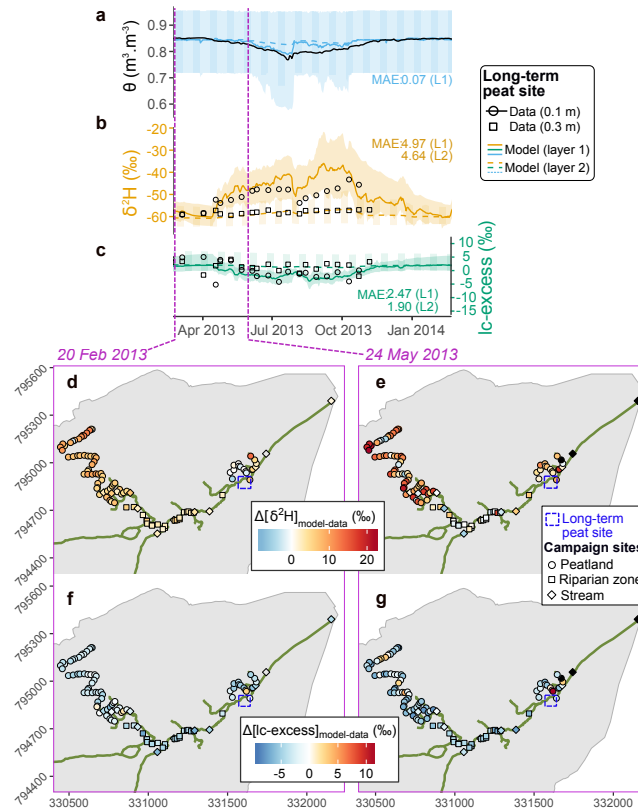 a
θ (m³.m⁻³)
0.9
0.8
0.7
0.6
MAE:0.07 (L1)
Long-term
peat site
Data (0.1 m)
Data (0.3 m)
Model (layer 1)
Model (layer 2)
b
δ²H (‰)
-20
-30
-40
-50
-60
MAE:4.97 (L1)
4.64 (L2)
c
10
5
0
-5
-10
-15
lc-excess (‰)
MAE:2.47 (L1)
1.90 (L2)
Apr 2013
Jul 2013
Oct 2013
Jan 2014
20 Feb 2013
24 May 2013
d
e
795600
795300
795000
794700
794400
Δ[δ²H]model-data (‰)
0
10
20
Long-term
peat site
Campaign sites
Peatland
Riparian zone
Stream
f
g
795600
795300
795000
794700
794400
Δ[lc-excess]model-data (‰)
-5
0
5
10
330500
331000
331500
332000
330500
331000
331500
332000